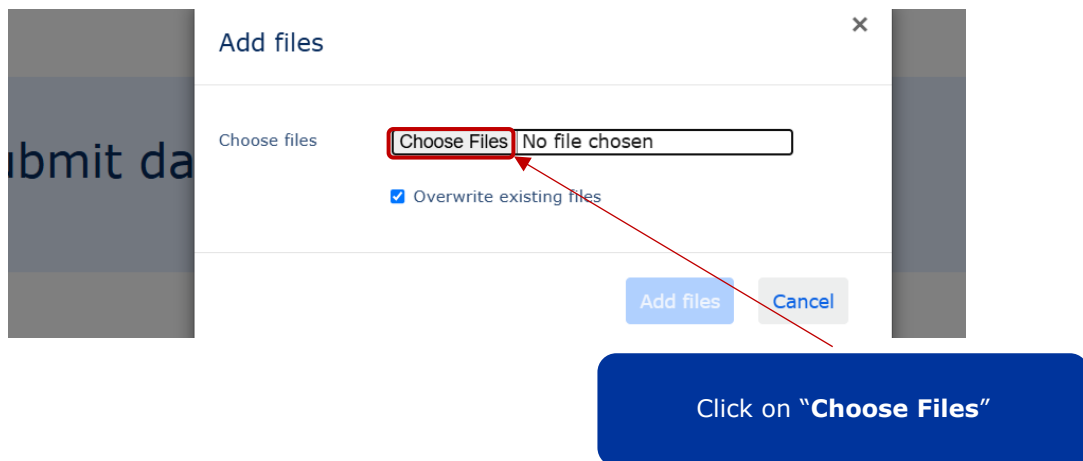 Add files
×
Choose files
Choose Files No file chosen
ubmit da
Overwrite existing files
Add files Cancel
Click on “Choose Files”